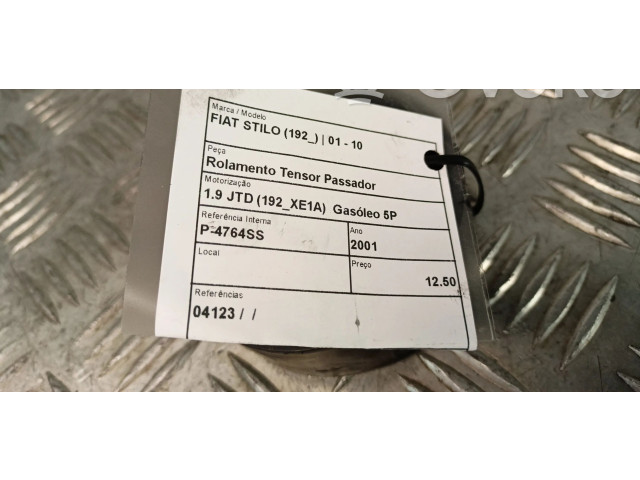 Marca / Modelo
FIAT STILO (192_) | 01 - 10
Peça
Rolamento Tensor Passador
Motorização
1.9 JTD (192_XE1A) Gasóleo 5P
Referência Interna
P-4764SS
Ano
2001
Local
Preço
12.50
Referências
04123 / /